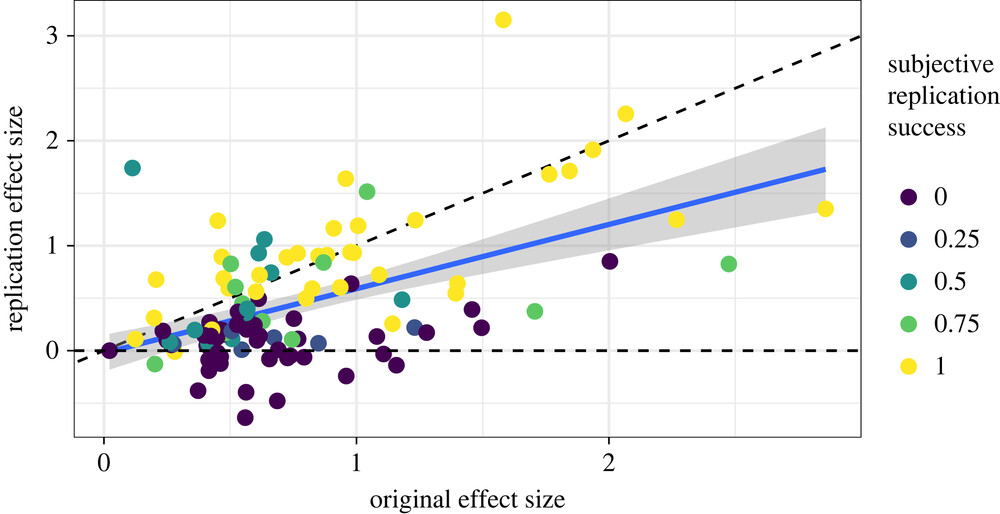 3
2
1
0
0
1
2
replication effect size
original effect size
subjective
replication
success
0
0.25
0.5
0.75
1